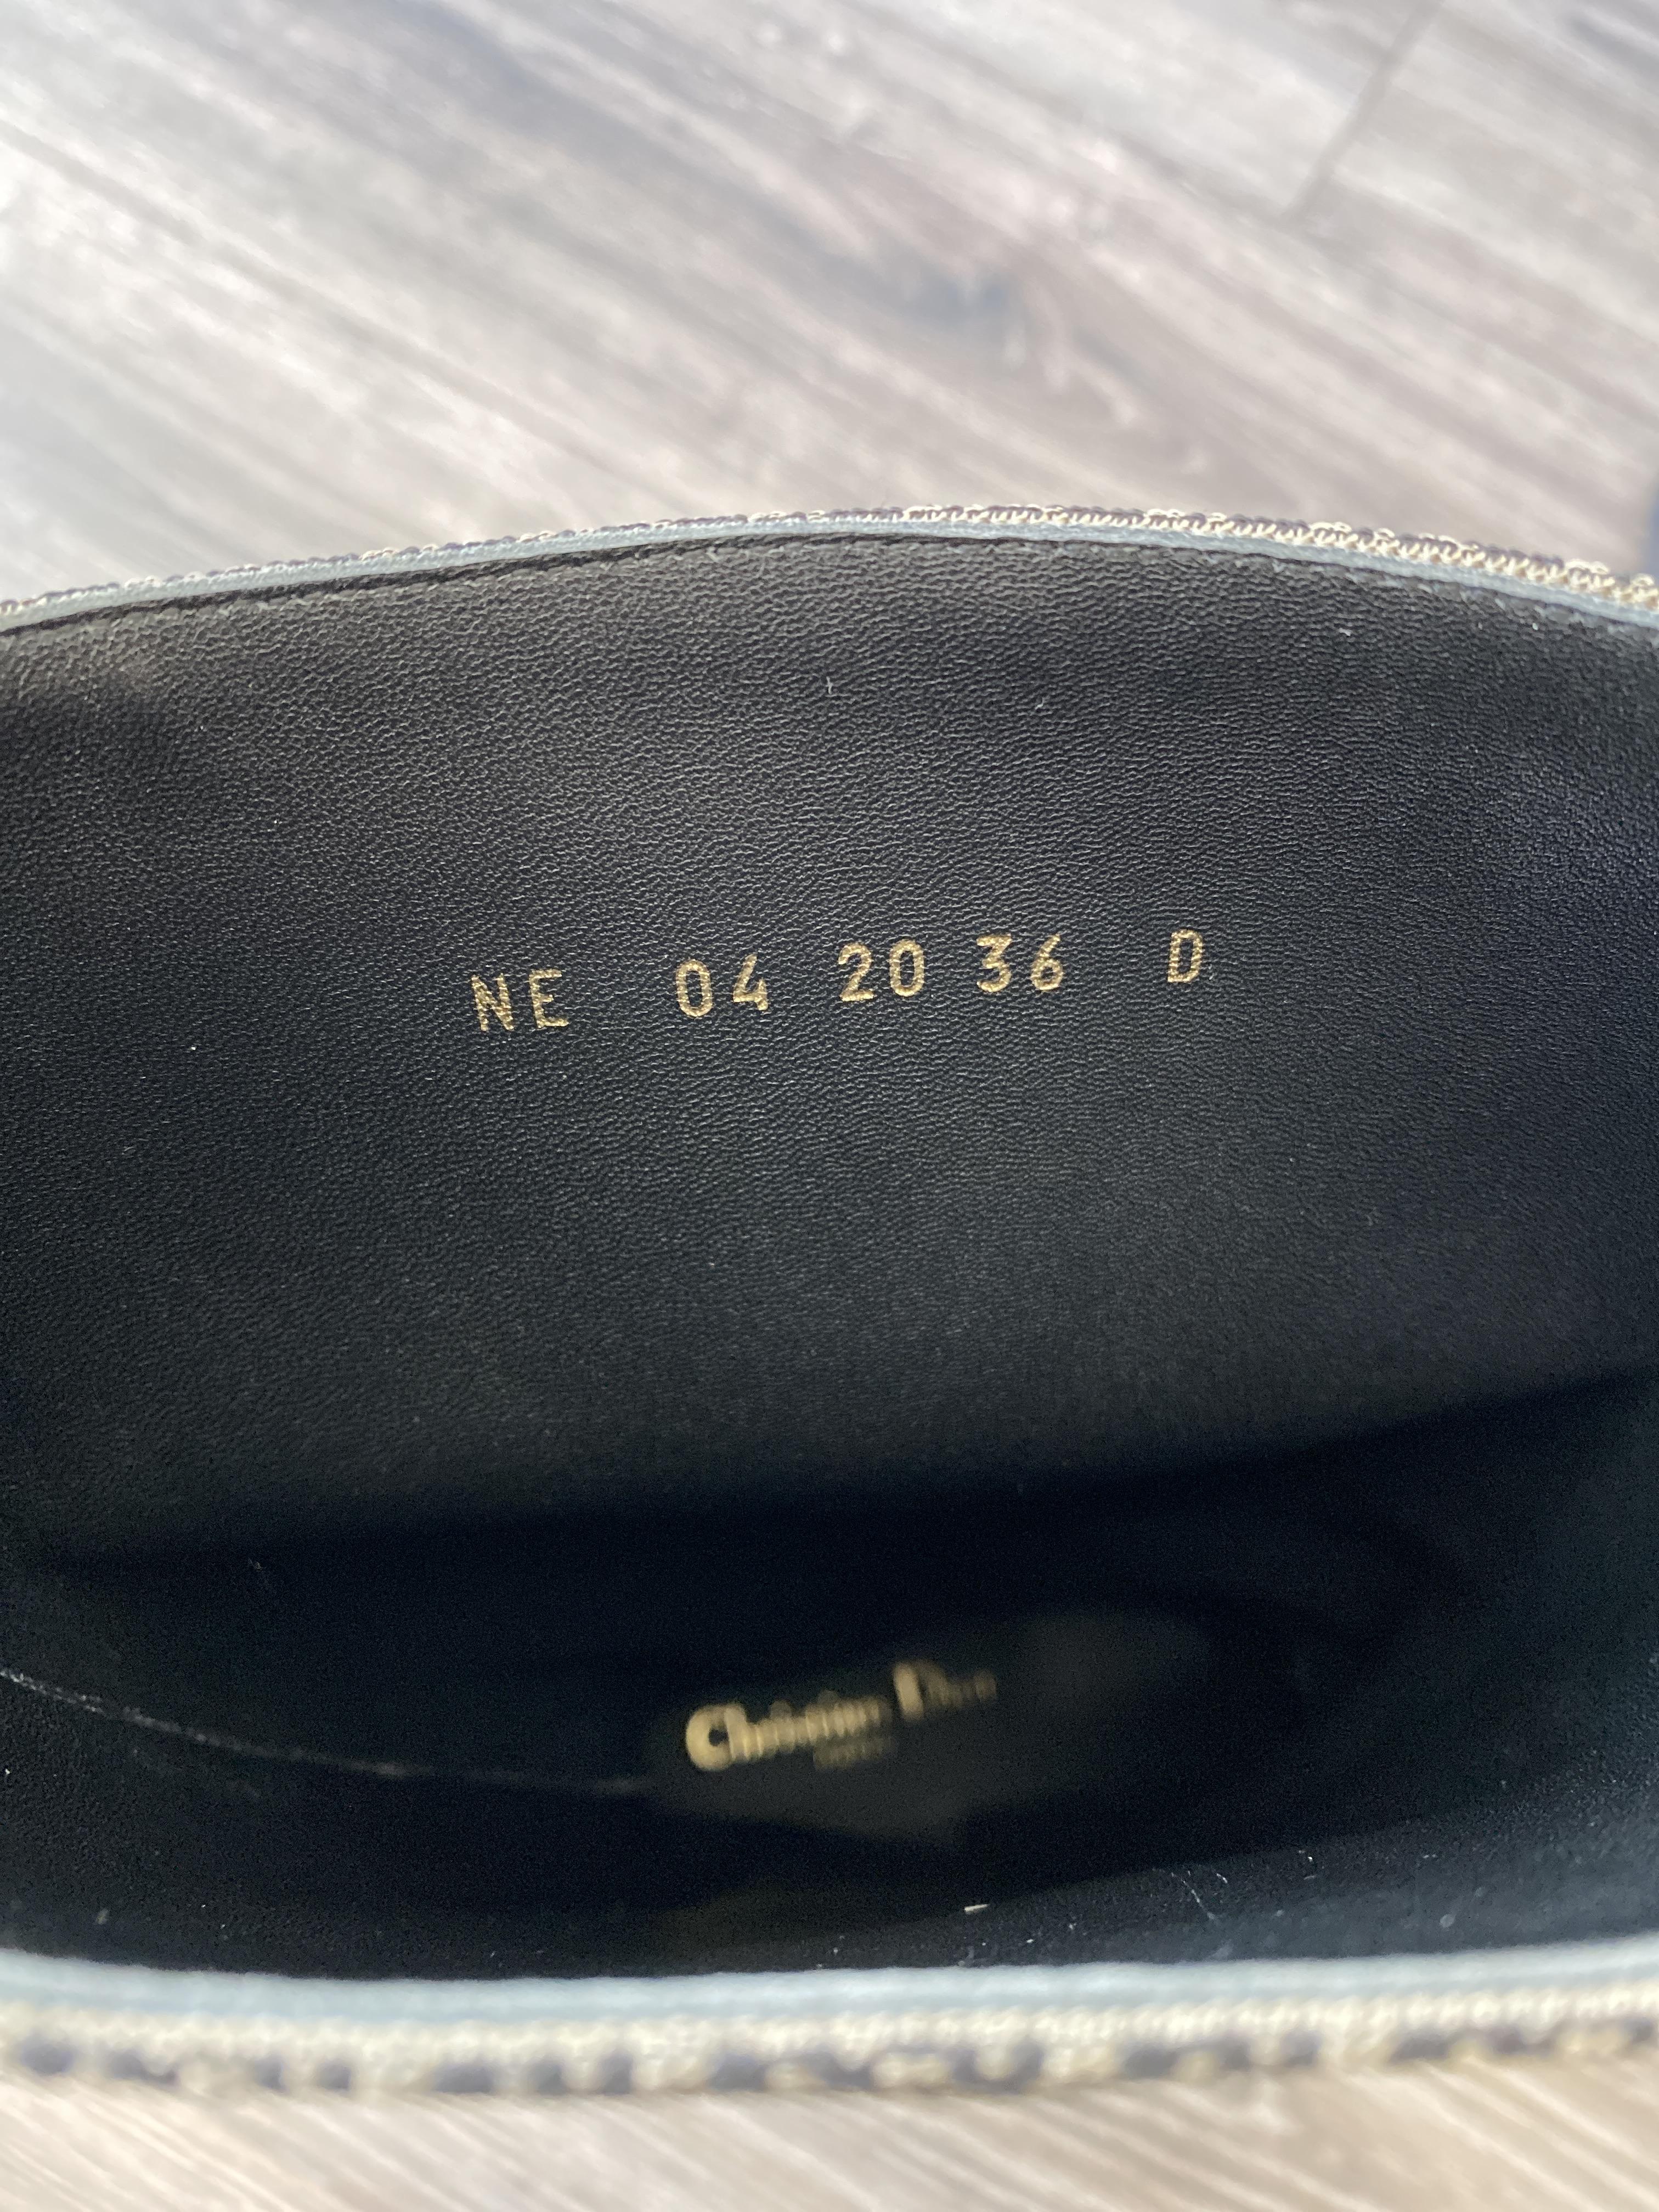 NE 04 20 36 D
Christian Dior